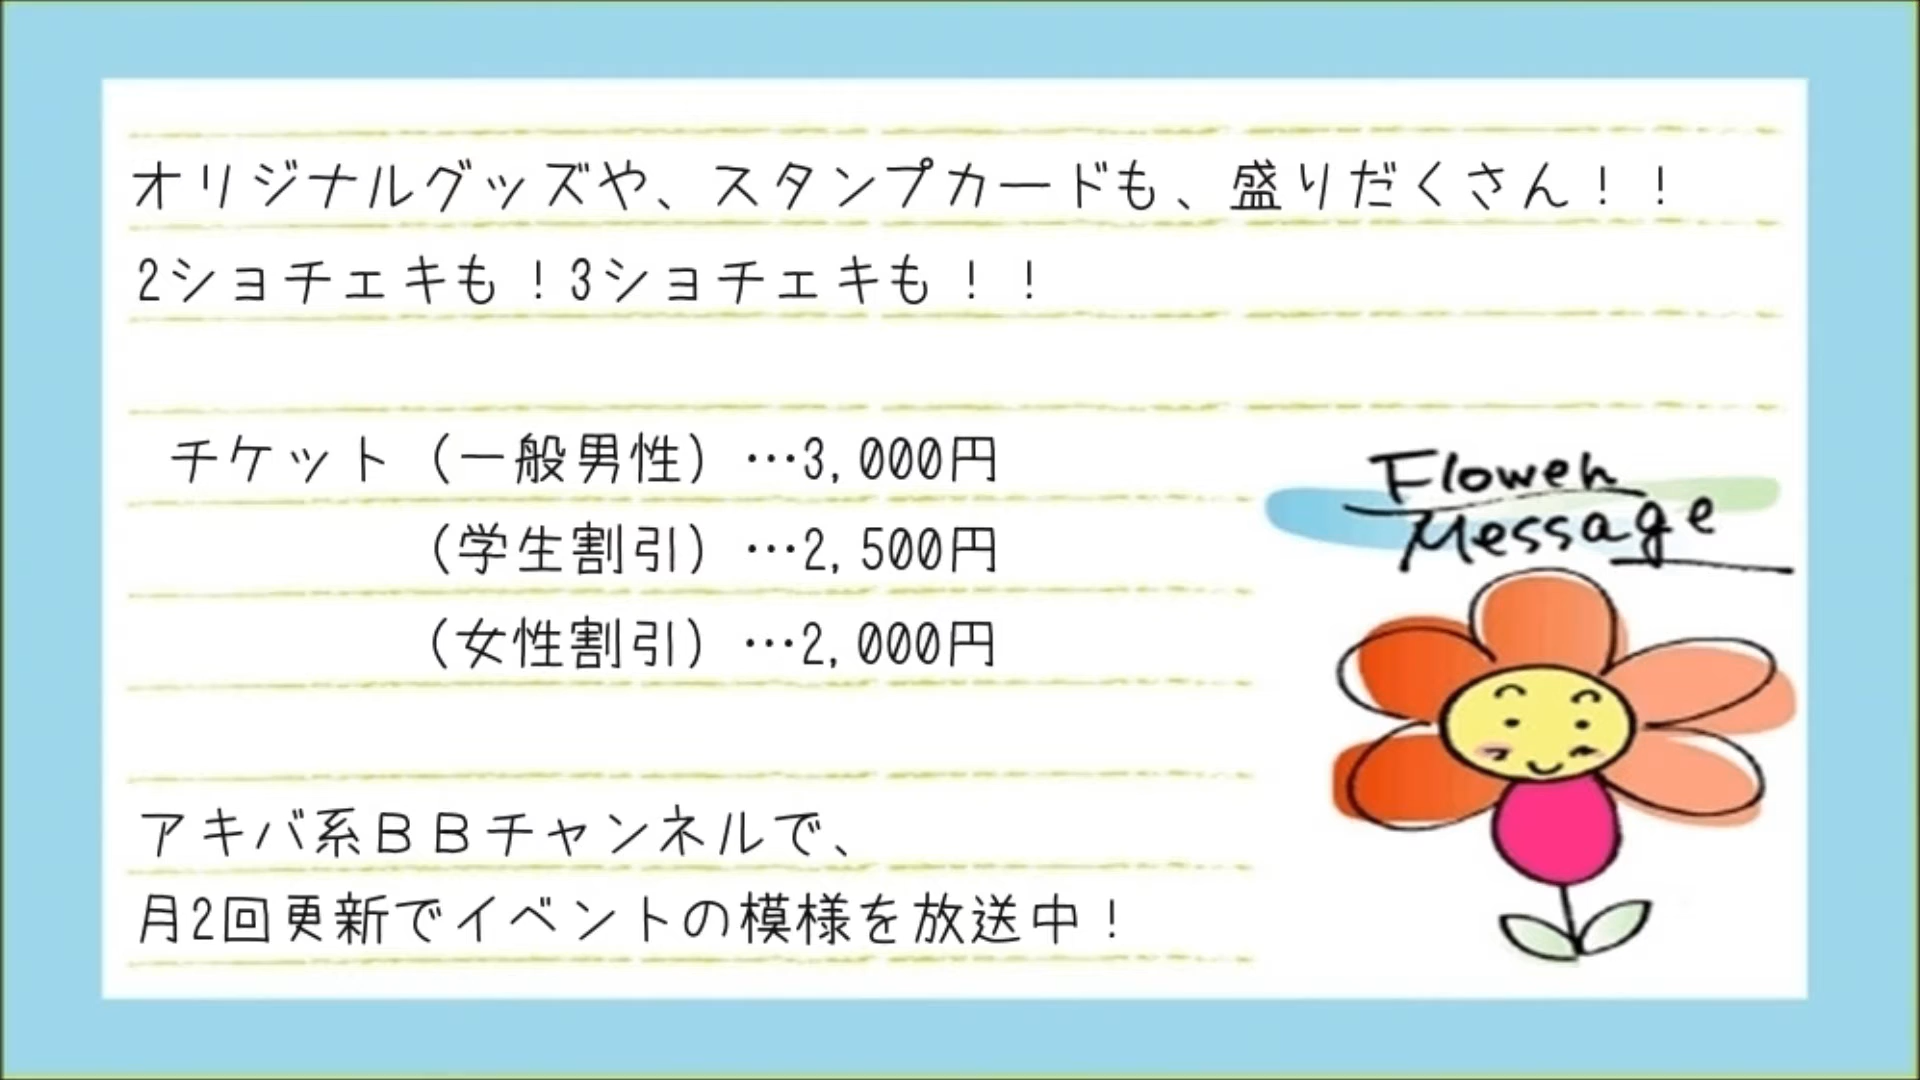 オリジナルグッズや、スタンプカードも、盛りだくさん！！
2ショチェキも！3ショチェキも！！
チケット（一般男性）…3,000円
（学生割引）…2,500円
（女性割引）…2,000円
Flower
Message
アキバ系ＢＢチャンネルで、
月2回更新でイベントの模様を放送中！